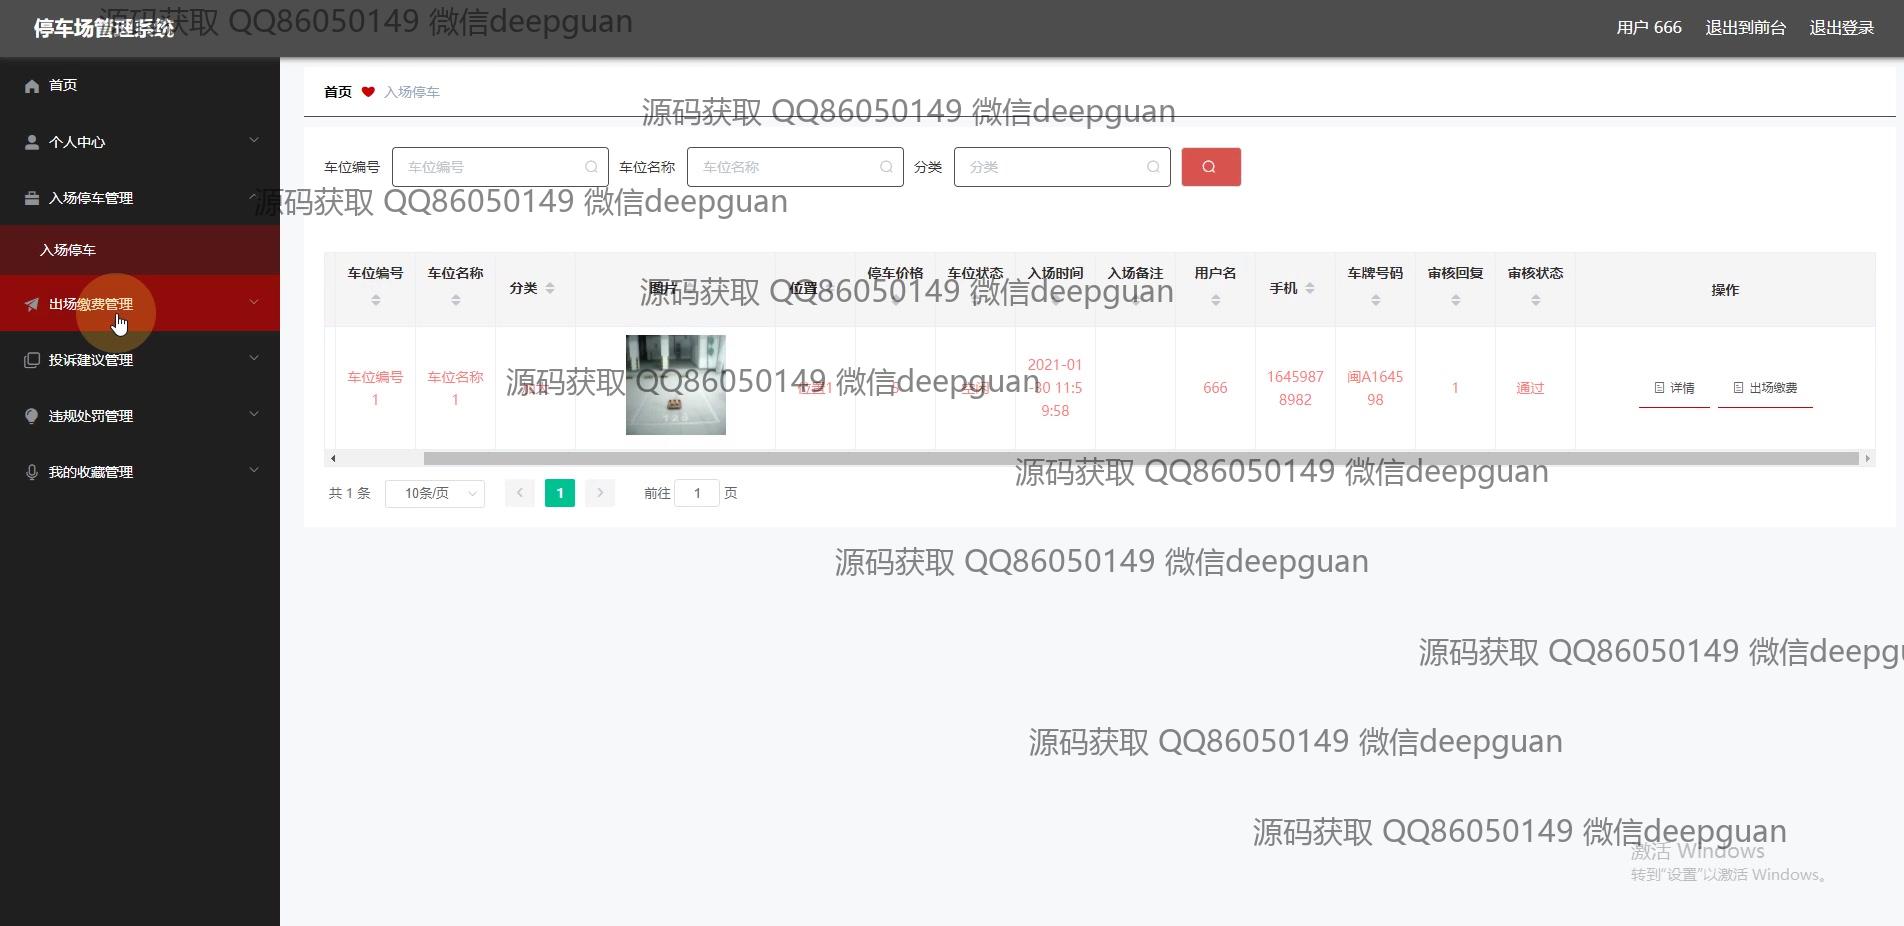 停车场管理系统
源码获取 QQ86050149 微信deepguan
用户 666
退出到前台
退出登录
首页
个人中心
入场停车管理
入场停车
出场缴费管理
投诉建议管理
违规处罚管理
我的收藏管理
首页 入场停车
源码获取 QQ86050149 微信deepguan
车位编号 车位编号 车位名称 车位名称 分类 分类
源码获取 QQ86050149 微信deepguan
车位编号 车位名称 分类 图片 位置 停车价格 车位状态 入场时间 入场备注 用户名 手机 车牌号码 审核回复 审核状态 操作
源码获取 QQ86050149 微信deepguan
车位编号1 车位名称1 位置1 空闲 2021-01-30 11:59:58 666 16459878982 闽A164598 1 通过 详情 出场缴费
源码获取 QQ86050149 微信deepguan
源码获取 QQ86050149 微信deepguan
共 1 条 10条/页 1 前往 1 页
源码获取 QQ86050149 微信deepguan
源码获取 QQ86050149 微信deepgu
源码获取 QQ86050149 微信deepguan
源码获取 QQ86050149 微信deepguan
激活 Windows
转到“设置”以激活 Windows。